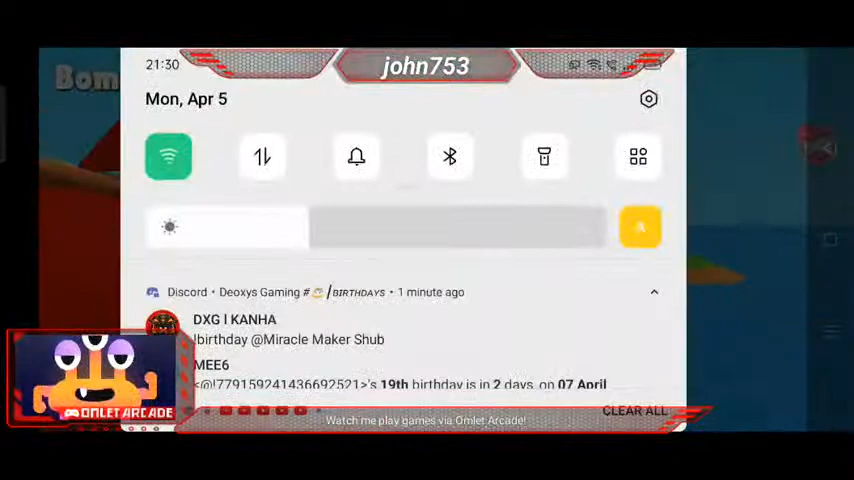 john753
21:30
Bom
Mon, Apr 5
A
Discord • Deoxys Gaming #/BIRTHDAYS • 1 minute ago
DXG l KANHA
!birthday @Miracle Maker Shub
MEE6
<@!779159241436692521>'s 19th birthday is in 2 days, on 07 April
OMLET ARCADE
CLEAR ALL
Watch me play games via Omlet Arcade!